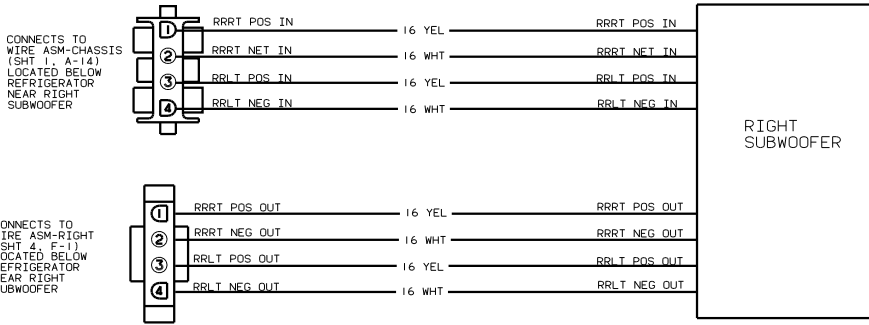 RRRT POS IN
16 YEL
RRRT POS IN
1
CONNECTS TO
WIRE ASM-CHASSIS
(SHT 1, A-14)
LOCATED BELOW
REFRIGERATOR
NEAR RIGHT
SUBWOOFER
2
RRRT NET IN
16 WHT
RRRT NET IN
3
RRLT POS IN
16 YEL
RRLT POS IN
4
RRLT NEG IN
16 WHT
RRLT NEG IN
RIGHT
SUBWOOFER
1
RRRT POS OUT
16 YEL
RRRT POS OUT
ONNECTS TO
IRE ASM-RIGHT
SHT 4, F-1)
OCATED BELOW
EFRIGERATOR
EAR RIGHT
UBWOOFER
2
RRRT NEG OUT
16 WHT
RRRT NEG OUT
3
RRLT POS OUT
16 YEL
RRLT POS OUT
4
RRLT NEG OUT
16 WHT
RRLT NEG OUT